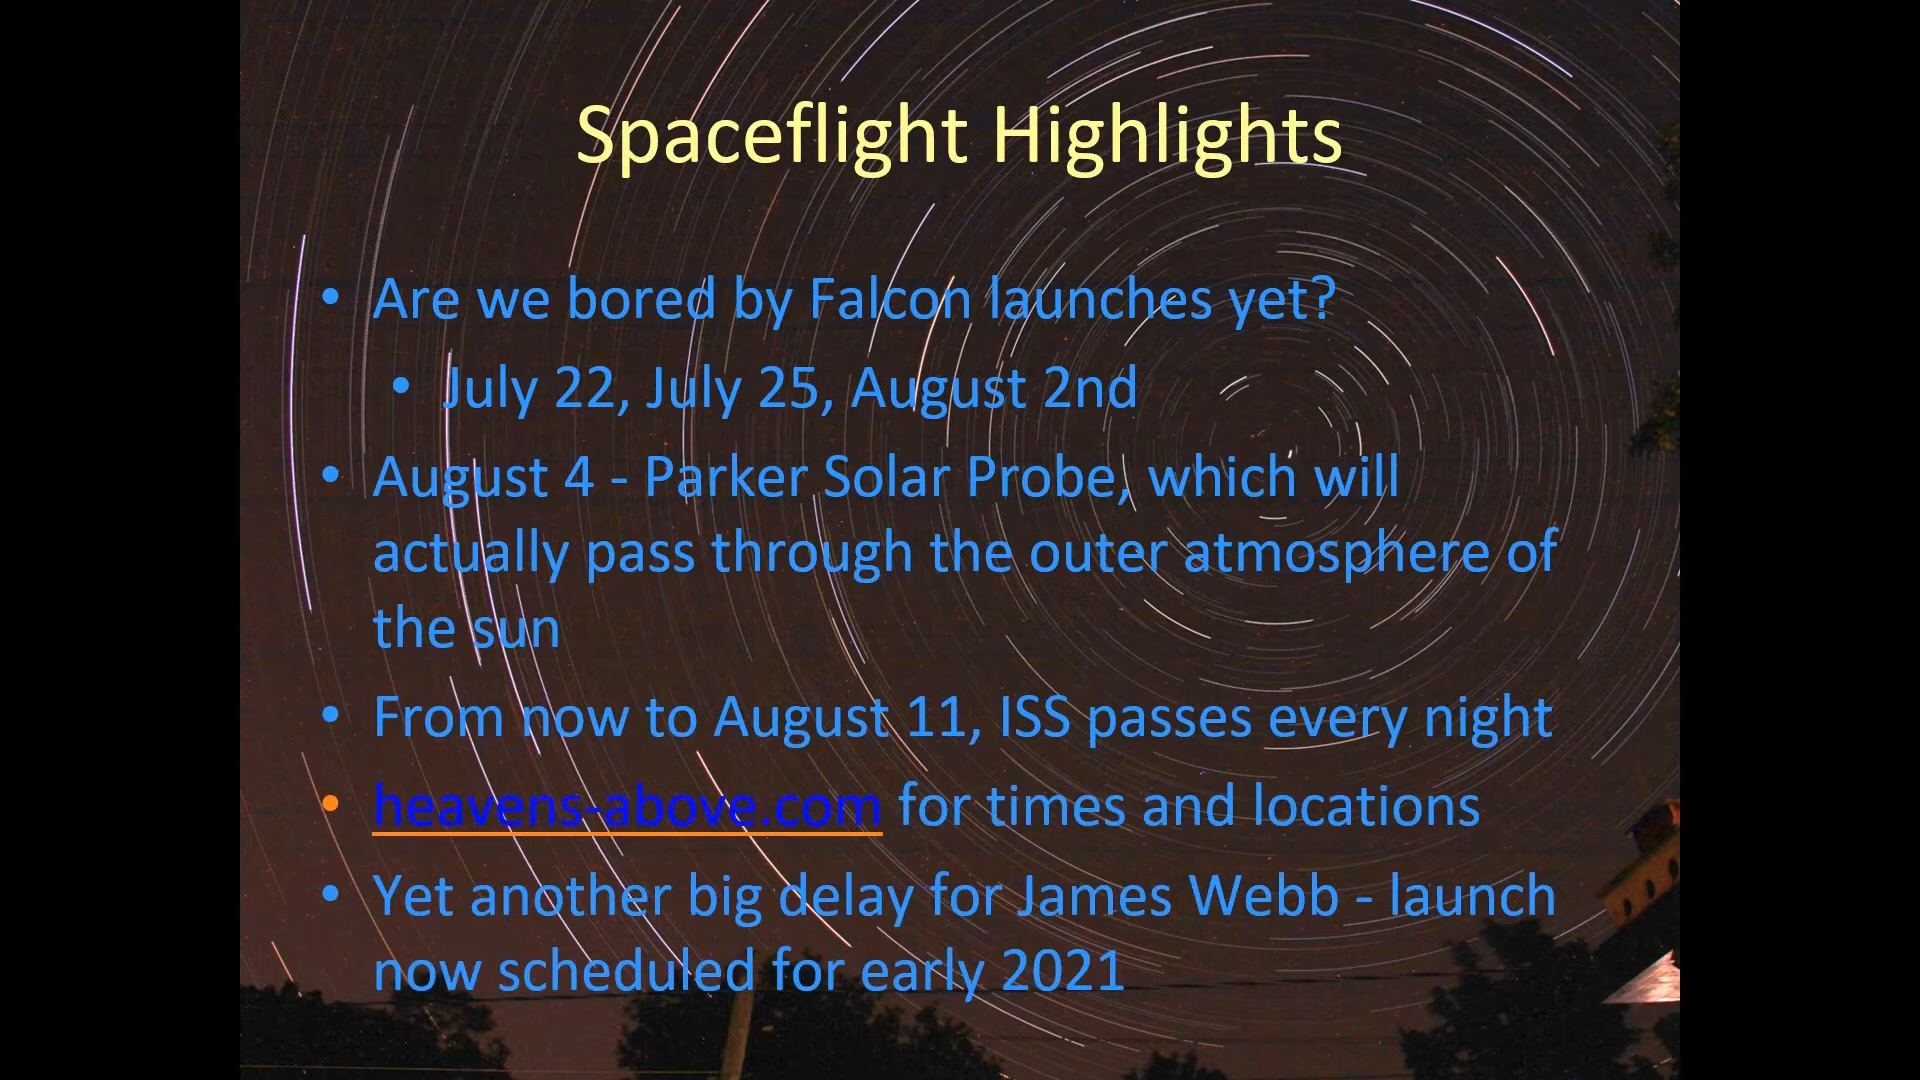 Spaceflight Highlights
• Are we bored by Falcon launches yet?
• July 22, July 25, August 2nd
• August 4 - Parker Solar Probe, which will
actually pass through the outer atmosphere of
the sun
• From now to August 11, ISS passes every night
• heavens-above.com for times and locations
• Yet another big delay for James Webb - launch
now scheduled for early 2021